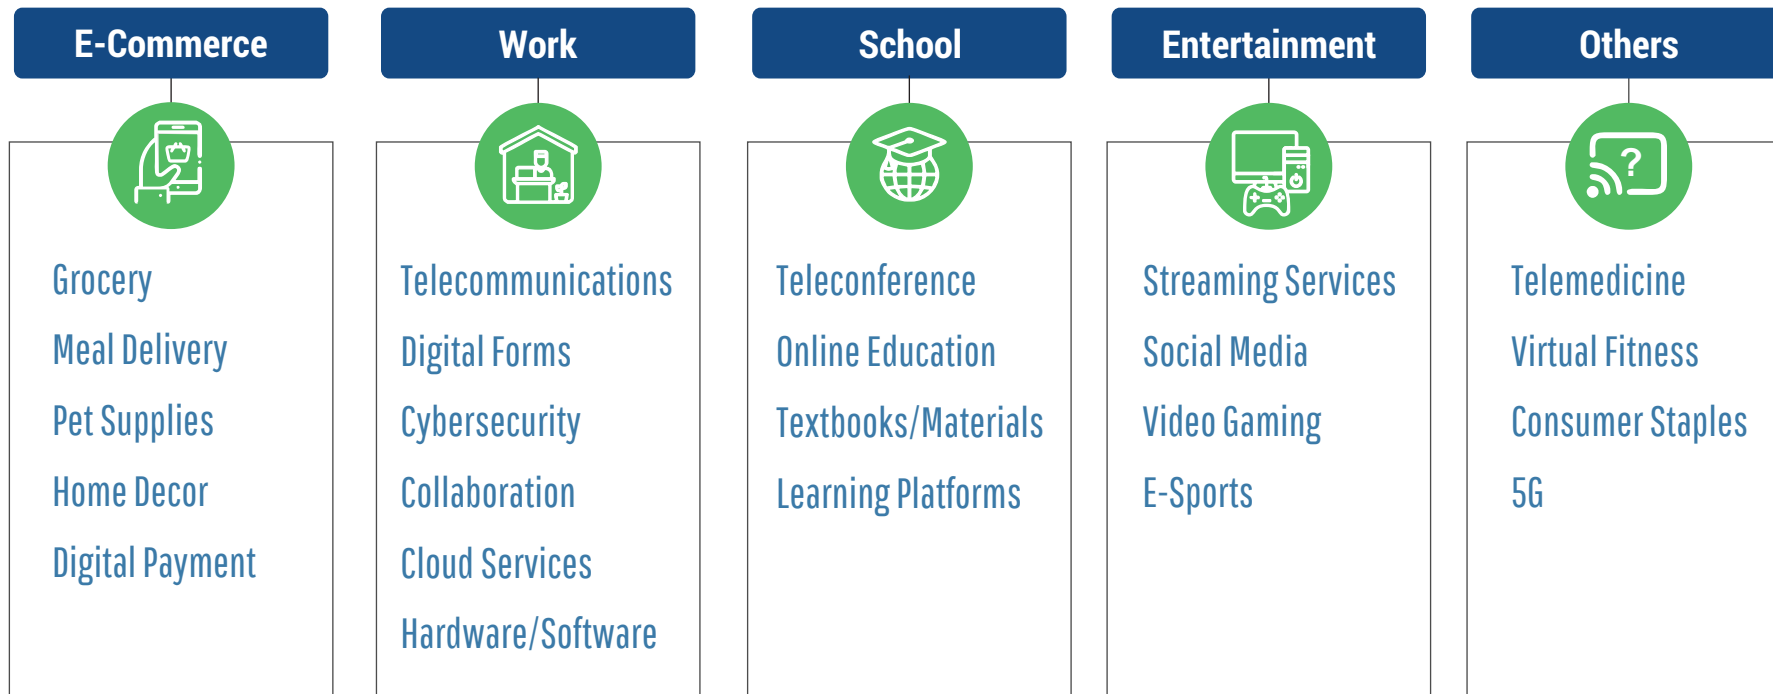 E-Commerce
Grocery
Meal Delivery
Pet Supplies
Home Decor
Digital Payment
Work
Telecommunications
Digital Forms
Cybersecurity
Collaboration
Cloud Services
Hardware/Software
School
Teleconference
Online Education
Textbooks/Materials
Learning Platforms
Entertainment
Streaming Services
Social Media
Video Gaming
E-Sports
Others
?
Telemedicine
Virtual Fitness
Consumer Staples
5G